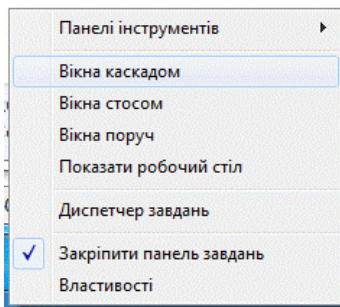 Панелі інструментів
Вікна каскадом
Вікна стосом
Вікна поруч
Показати робочий стіл
Диспетчер завдань
Закріпити панель завдань
Властивості